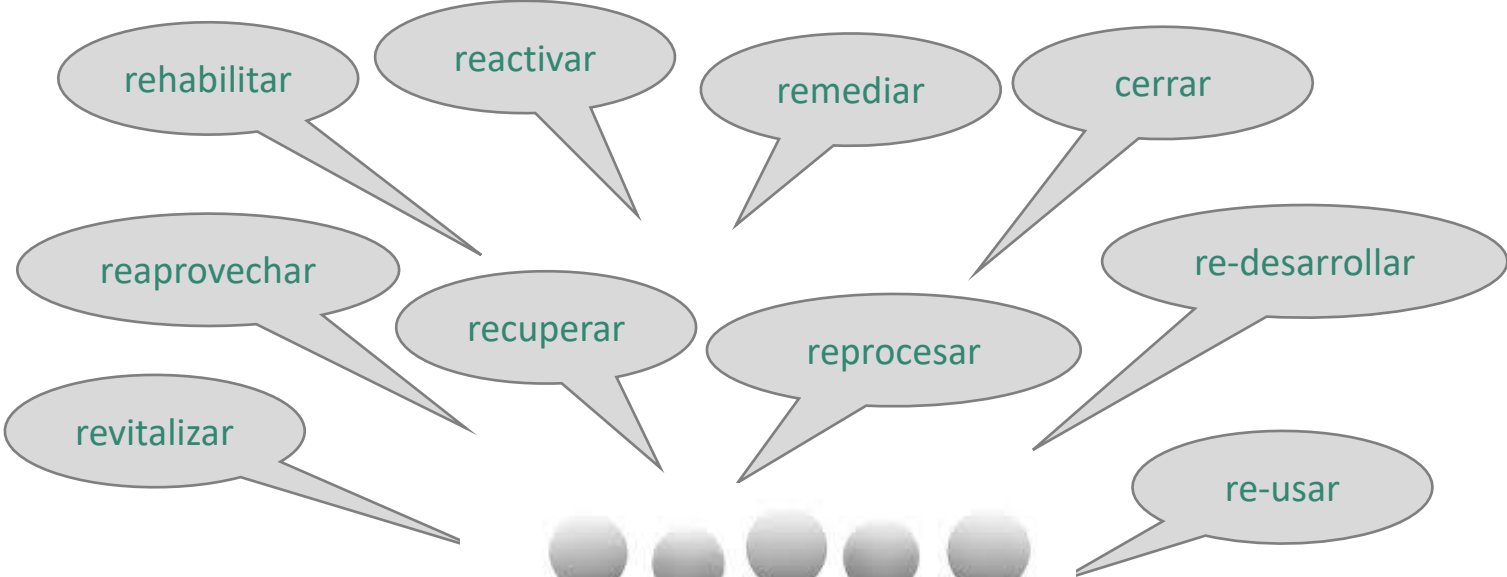 rehabilitar
reactivar
remediar
cerrar
reaprovechar
recuperar
reprocesar
re-desarrollar
revitalizar
re-usar